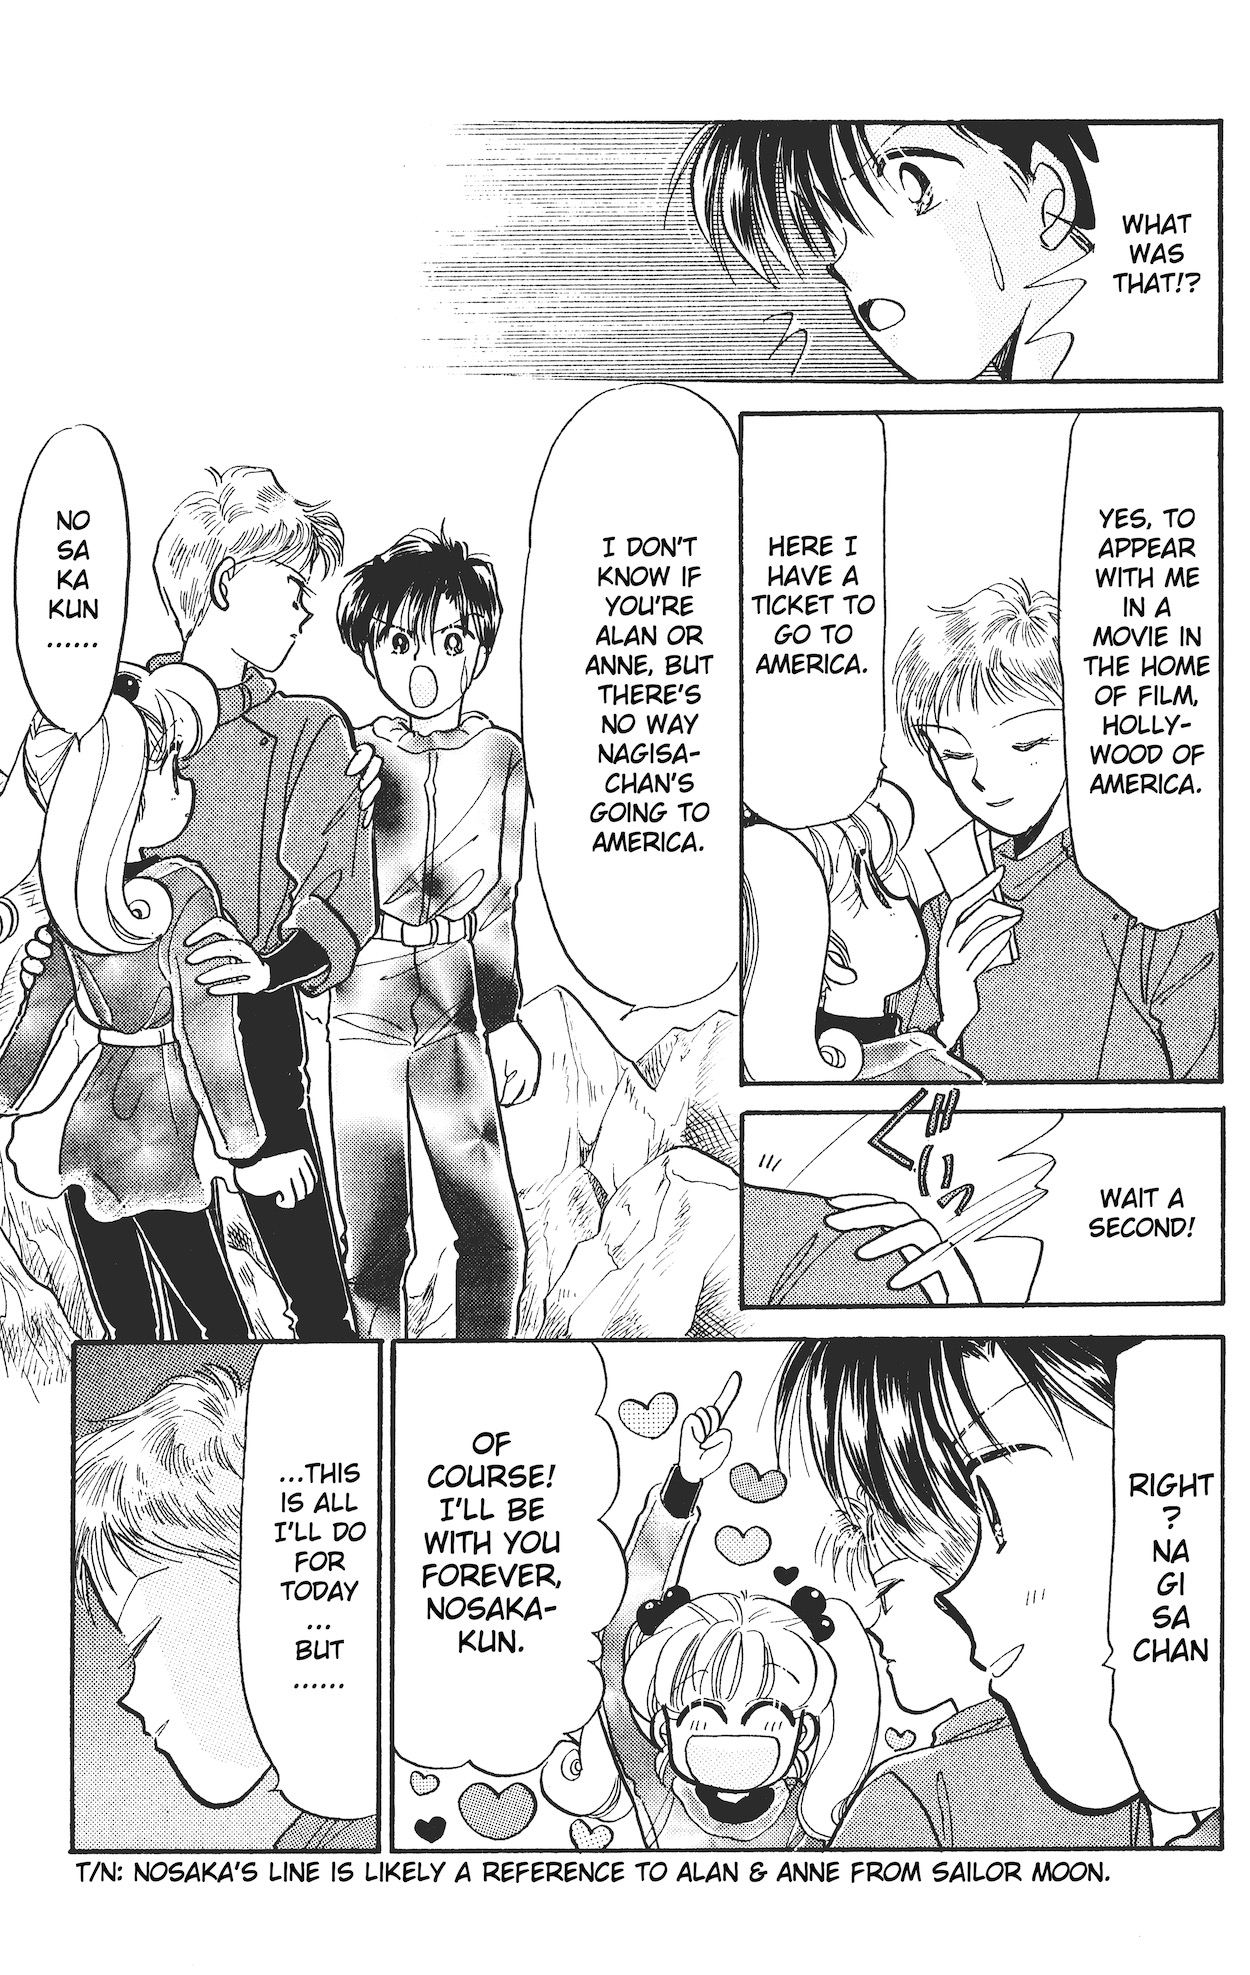 WHAT
WAS
THAT!?
YES, TO
APPEAR
WITH ME
IN A
MOVIE IN
THE HOME
OF FILM,
HOLLY-
WOOD OF
AMERICA.
HERE I
HAVE A
TICKET TO
GO TO
AMERICA.
WAIT A
SECOND!
ぐいっ
I DON'T
KNOW IF
YOU'RE
ALAN OR
ANNE, BUT
THERE'S
NO WAY
NAGISA-
CHAN'S
GOING TO
AMERICA.
NO
SA
KA
KUN
......
RIGHT
?
NA
GI
SA
CHAN
OF
COURSE!
I'LL BE
WITH YOU
FOREVER,
NOSAKA-
KUN.
...THIS
IS ALL
I'LL DO
FOR
TODAY
...
BUT
......
T/N: NOSAKA'S LINE IS LIKELY A REFERENCE TO ALAN & ANNE FROM SAILOR MOON.